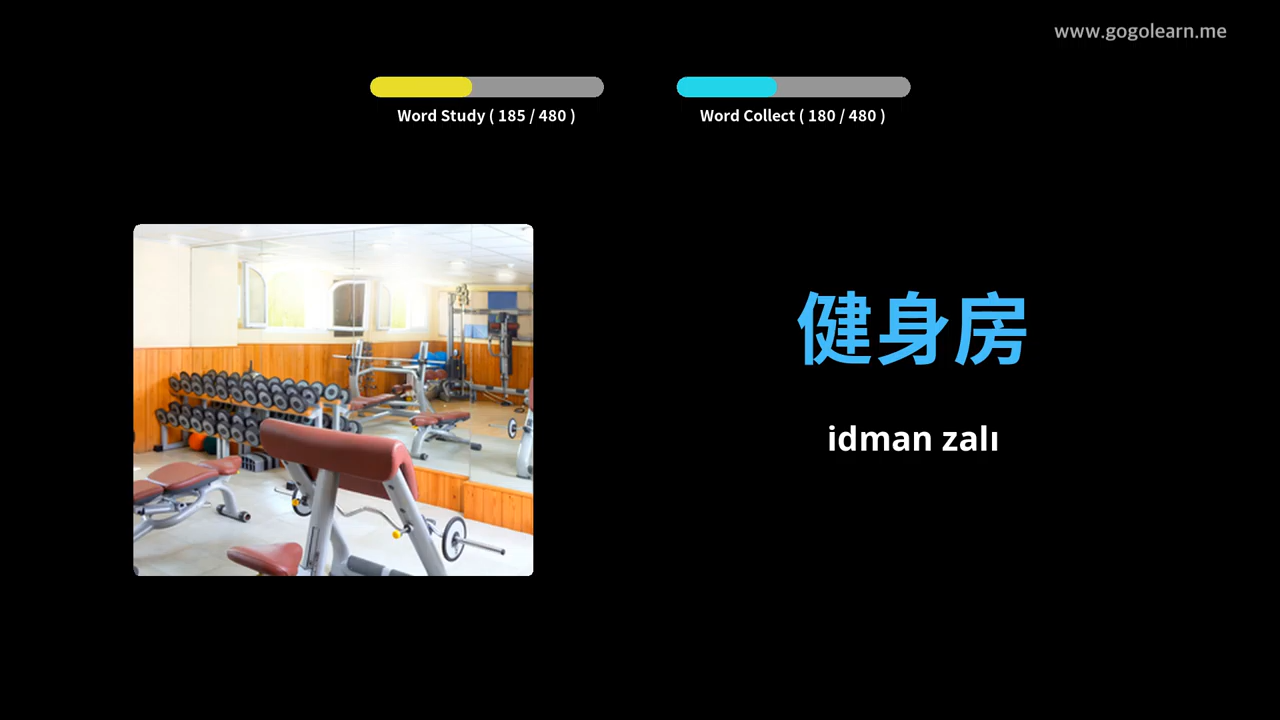 www.gogolearn.me
Word Study ( 185 / 480 )
Word Collect ( 180 / 480 )
健身房
idman zalı